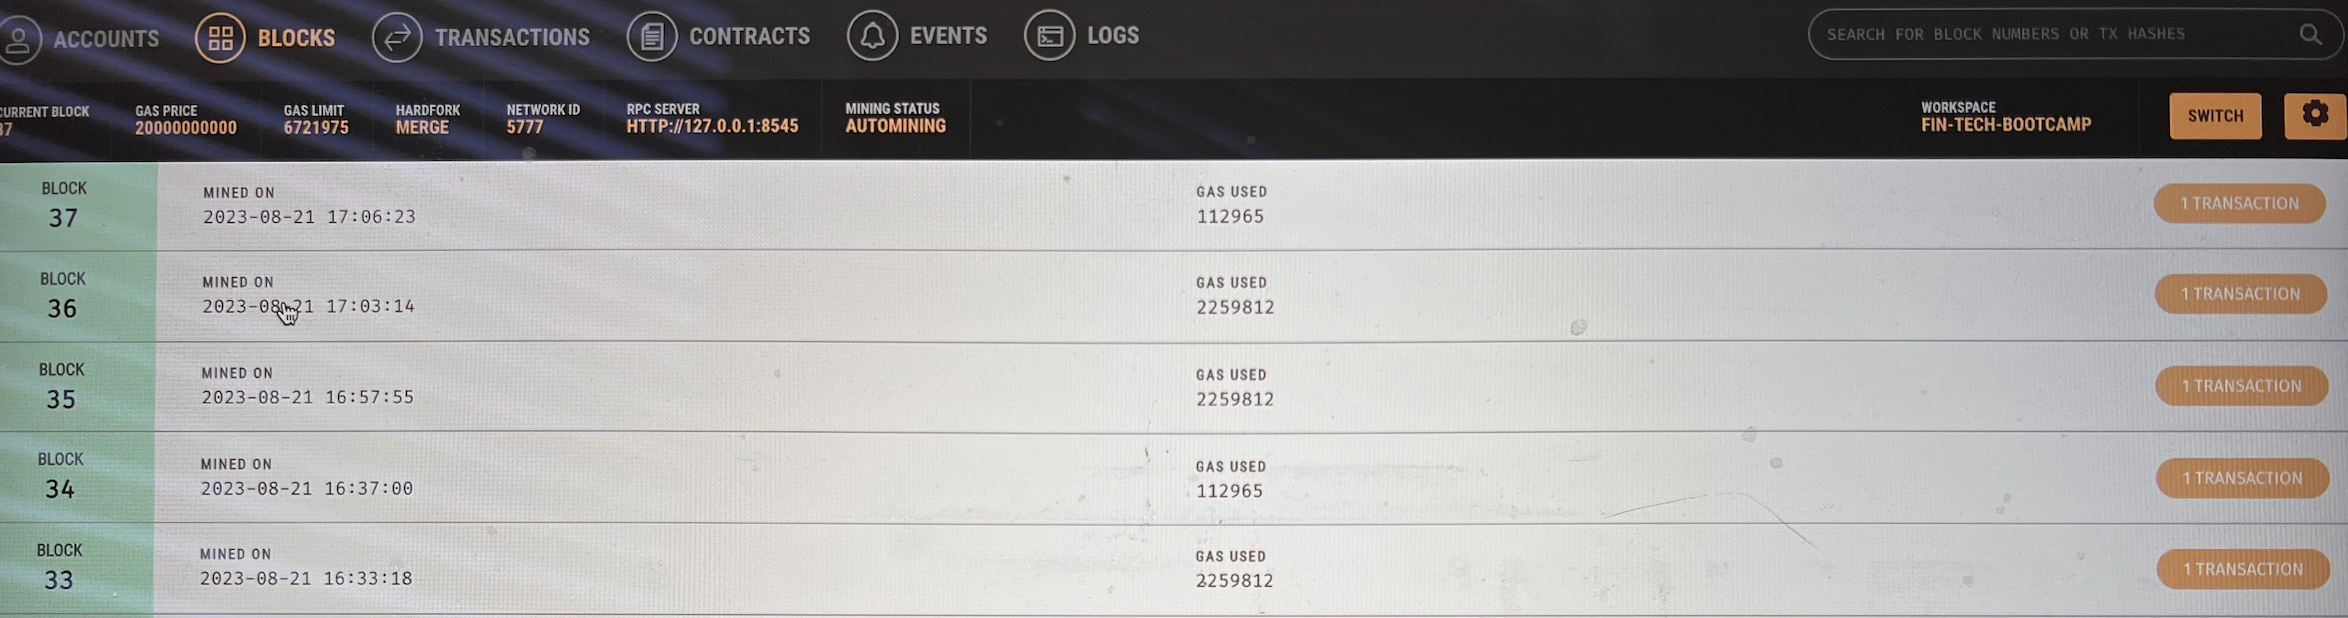 ACCOUNTS BLOCKS TRANSACTIONS CONTRACTS EVENTS LOGS SEARCH FOR BLOCK NUMBERS OR TX HASHES
CURRENT BLOCK GAS PRICE GAS LIMIT HARDFORK NETWORK ID RPC SERVER MINING STATUS WORKSPACE
37 20000000000 6721975 MERGE 5777 HTTP://127.0.0.1:8545 AUTOMINING FIN-TECH-BOOTCAMP SWITCH
BLOCK MINED ON GAS USED
37 2023-08-21 17:06:23 112965 1 TRANSACTION
BLOCK MINED ON GAS USED
36 2023-08-21 17:03:14 2259812 1 TRANSACTION
BLOCK MINED ON GAS USED
35 2023-08-21 16:57:55 2259812 1 TRANSACTION
BLOCK MINED ON GAS USED
34 2023-08-21 16:37:00 112965 1 TRANSACTION
BLOCK MINED ON GAS USED
33 2023-08-21 16:33:18 2259812 1 TRANSACTION